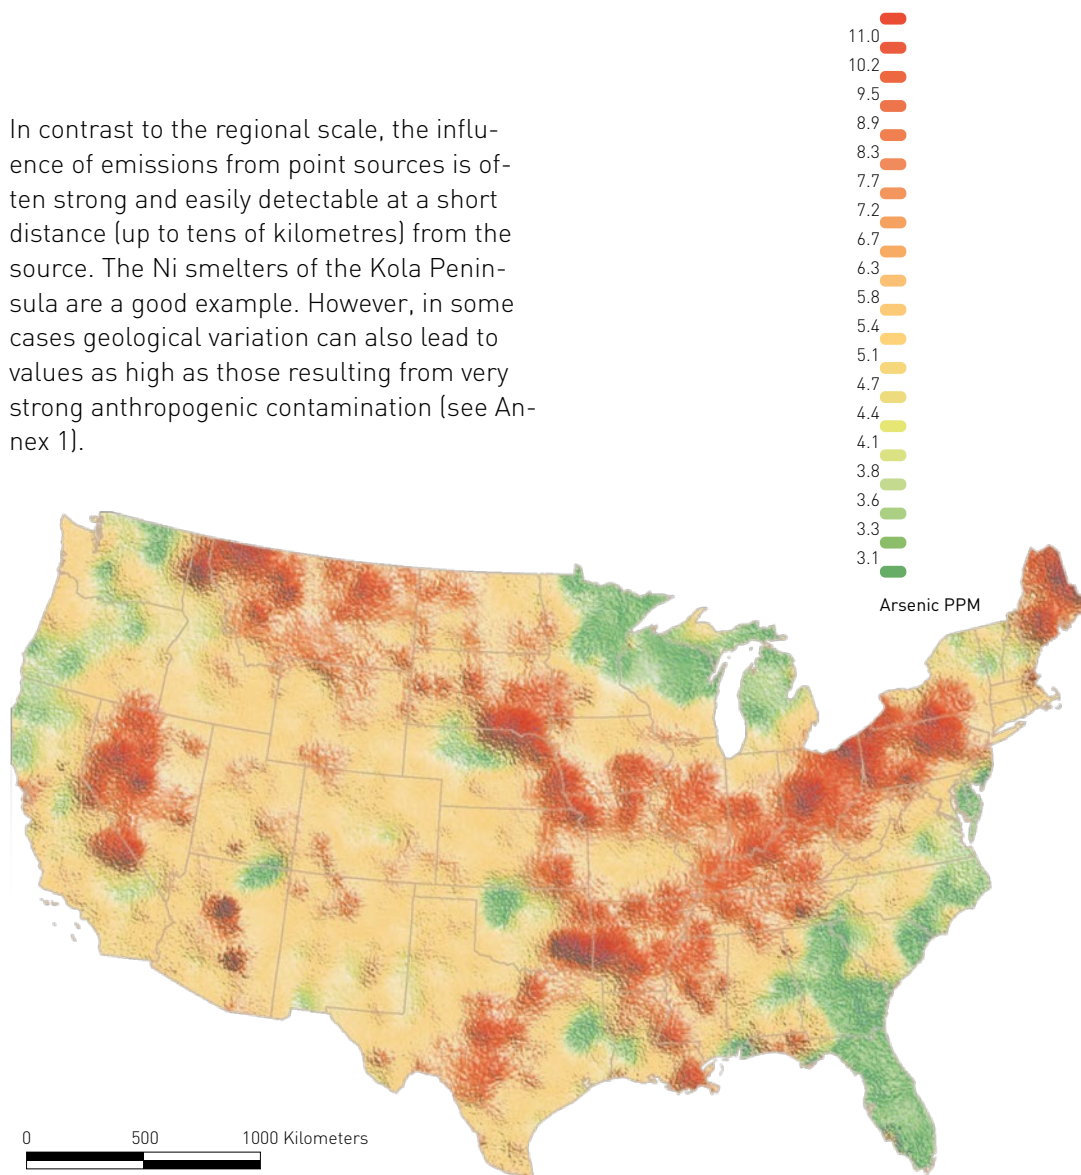 In contrast to the regional scale, the influ-
ence of emissions from point sources is of-
ten strong and easily detectable at a short
distance (up to tens of kilometres) from the
source. The Ni smelters of the Kola Penin-
sula are a good example. However, in some
cases geological variation can also lead to
values as high as those resulting from very
strong anthropogenic contamination (see An-
nex 1).
11.0
10.2
9.5
8.9
8.3
7.7
7.2
6.7
6.3
5.8
5.4
5.1
4.7
4.4
4.1
3.8
3.6
3.3
3.1
Arsenic PPM
0 500 1000 Kilometers